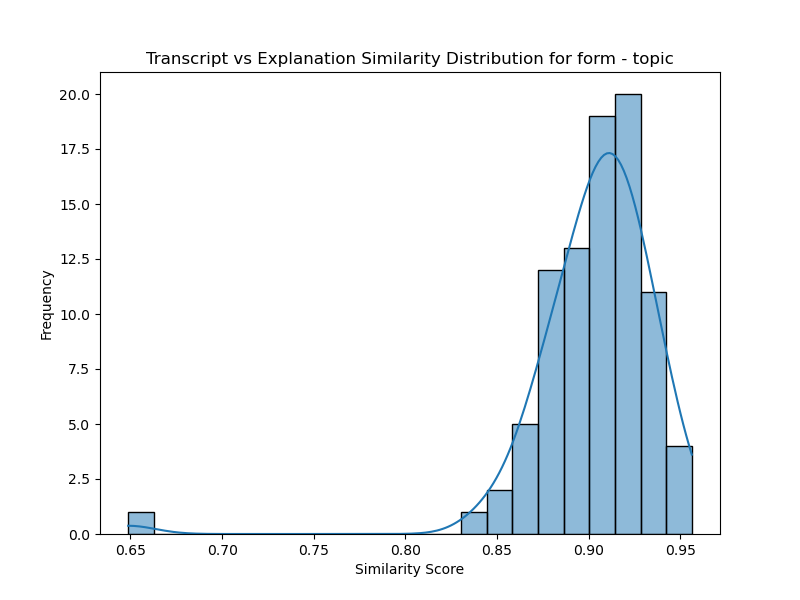 Transcript vs Explanation Similarity Distribution for form - topic
20.0
17.5
15.0
12.5
10.0
7.5
5.0
2.5
0.0
Frequency
0.65 0.70 0.75 0.80 0.85 0.90 0.95
Similarity Score